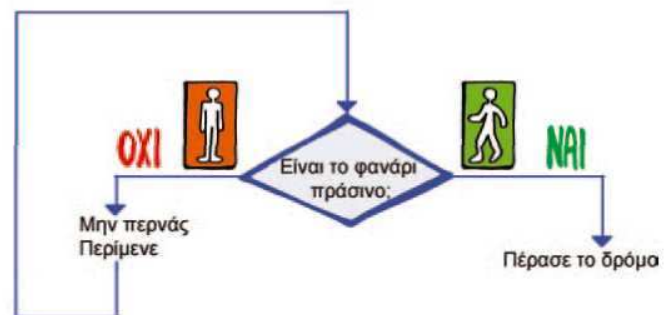 ΟΧΙ
ΝΑΙ
Είναι το φανάρι
πράσινο;
Μην περνάς
Περίμενε
Πέρασε το δρόμο